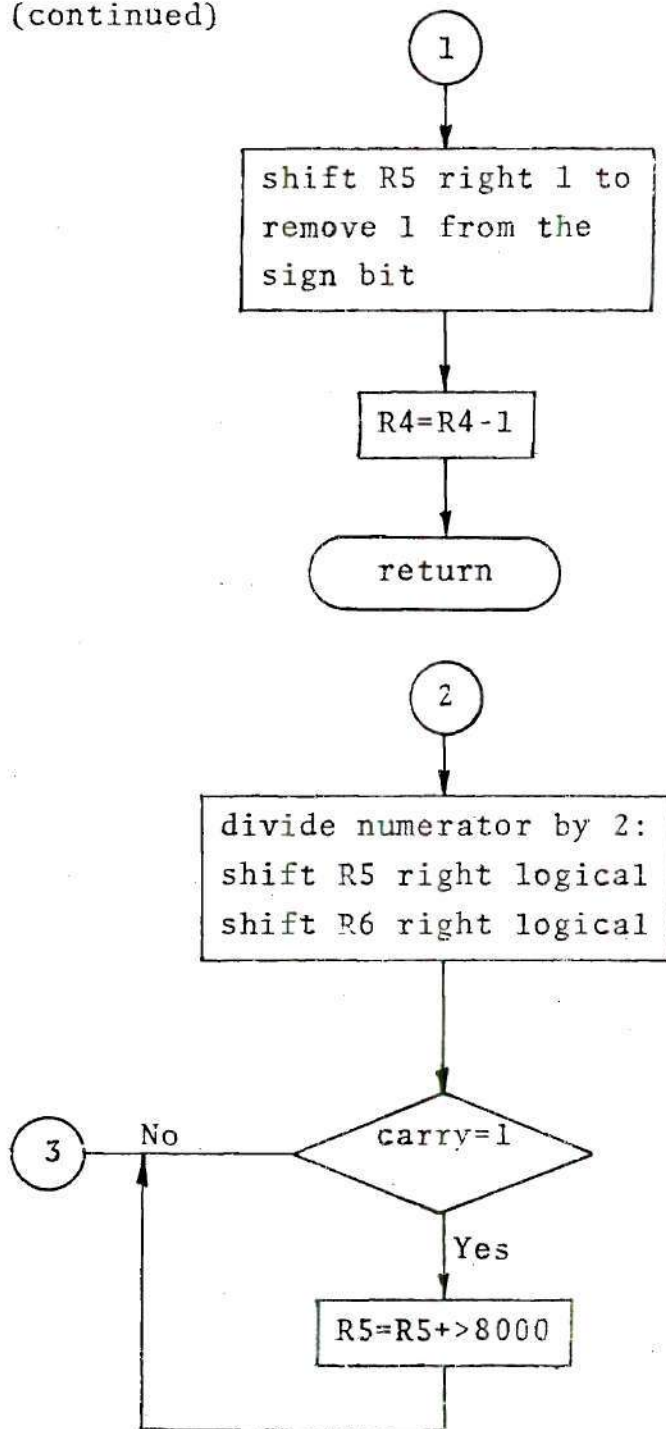 (continued)
1
shift R5 right 1 to
remove 1 from the
sign bit
R4=R4-1
return
2
divide numerator by 2:
shift R5 right logical
shift R6 right logical
carry=1
No
3
Yes
R5=R5+>8000